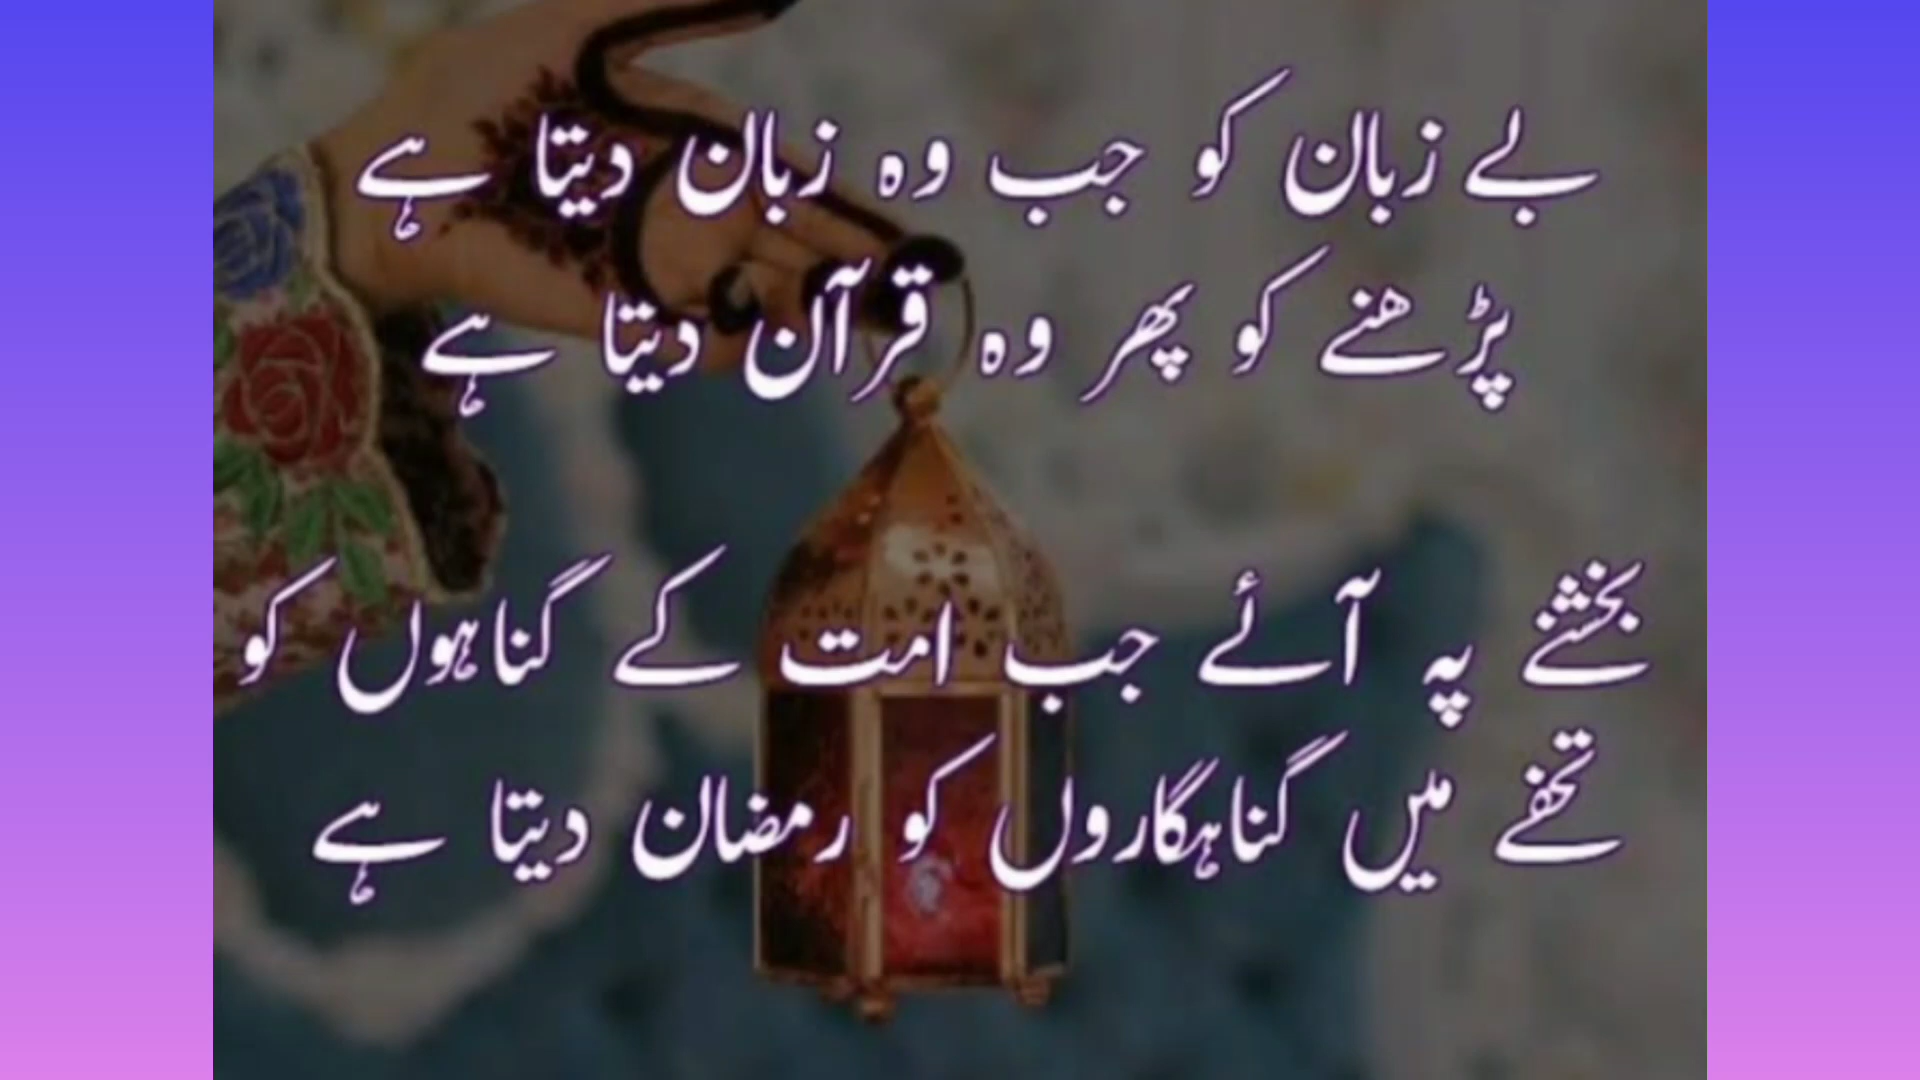 بے زبان کو جب وہ زبان دیتا ہے
پڑھنے کو پھر وہ قرآن دیتا ہے
بخشنے پہ آئے جب امت کے گناہوں کو
تحفے میں گناہگاروں کو رمضان دیتا ہے